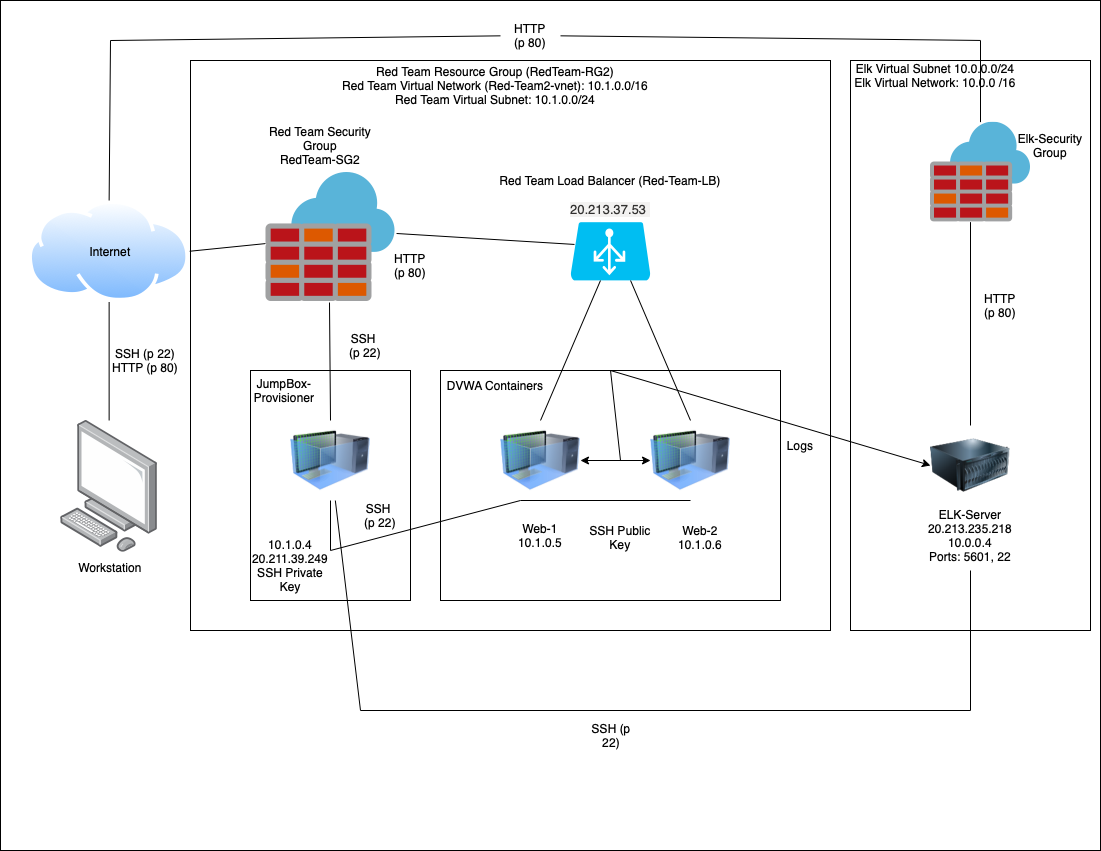 HTTP
(p 80)
Red Team Resource Group (RedTeam-RG2)
Red Team Virtual Network (Red-Team2-vnet): 10.1.0.0/16
Red Team Virtual Subnet: 10.1.0.0/24
Elk Virtual Subnet 10.0.0.0/24
Elk Virtual Network: 10.0.0 /16
Red Team Security
Group
RedTeam-SG2
Elk-Security
Group
Red Team Load Balancer (Red-Team-LB)
20.213.37.53
Internet
HTTP
(p 80)
HTTP
(p 80)
SSH
(p 22)
SSH (p 22)
HTTP (p 80)
JumpBox-
Provisioner
DVWA Containers
Logs
SSH
(p 22)
ELK-Server
20.213.235.218
10.0.0.4
Ports: 5601, 22
Web-1
10.1.0.5
SSH Public
Key
Web-2
10.1.0.6
10.1.0.4
20.211.39.249
SSH Private
Key
Workstation
SSH (p
22)